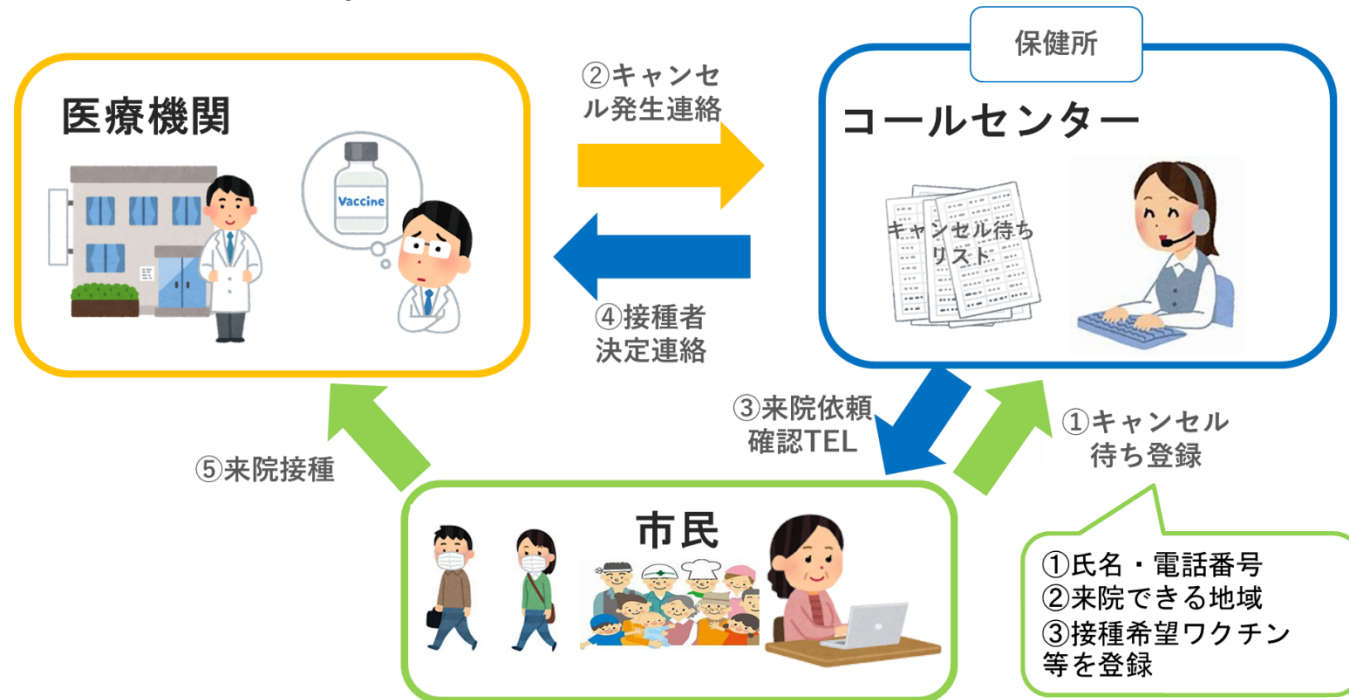 保健所
医療機関
Vaccine
②キャンセ
ル発生連絡
コールセンター
キャンセル待ち
リスト
④接種者
決定連絡
③来院依頼
確認TEL
①キャンセル
待ち登録
⑤来院接種
市民
①氏名・電話番号
②来院できる地域
③接種希望ワクチン
等を登録